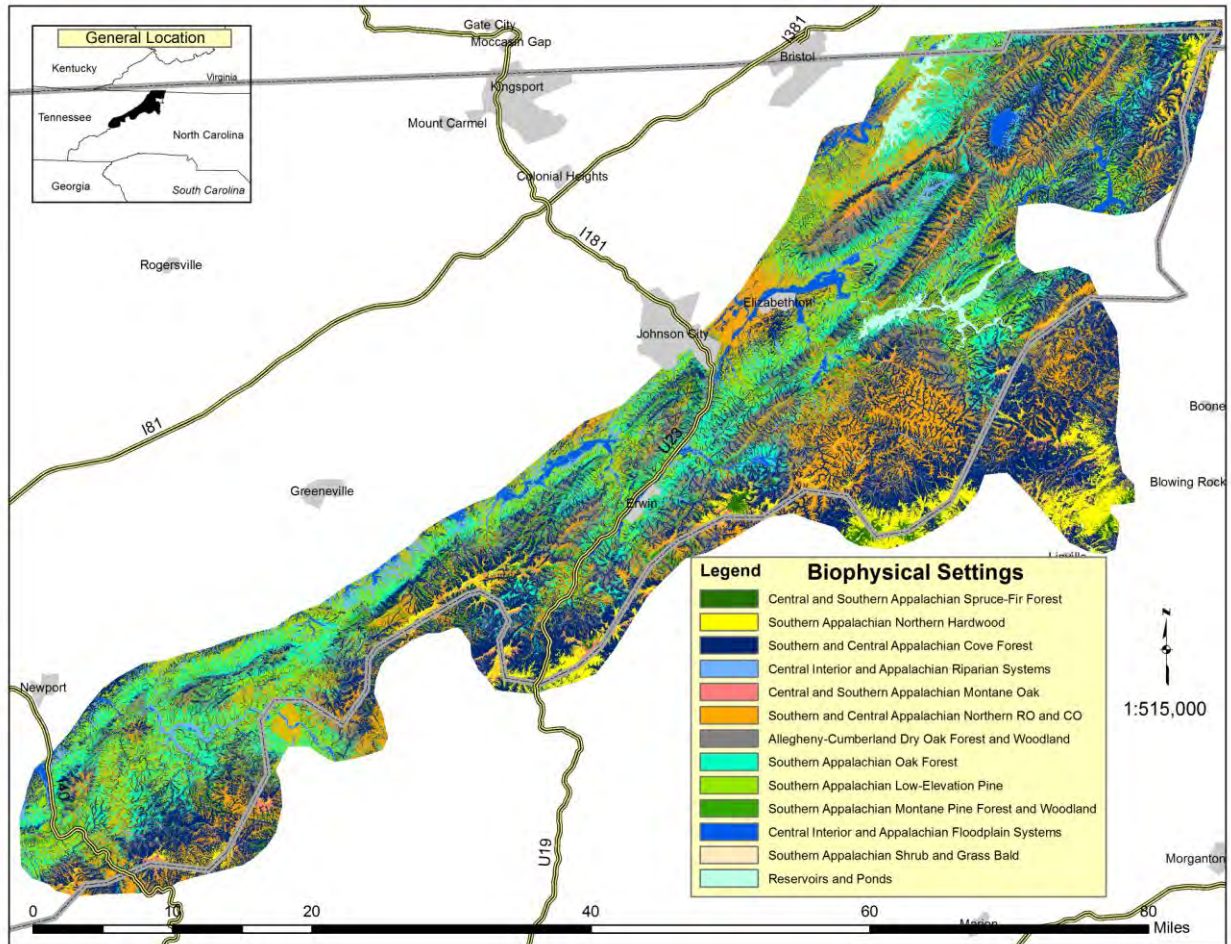 General Location
Kentucky
Virginia
Tennessee
North Carolina
Georgia
South Carolina
Gate City
Moccasin Gap
I381
Bristol
Kingsport
Mount Carmel
Colonial Heights
I181
Rogersville
Elizabethton
Johnson City
I81
U23
Boone
Greeneville
Erwin
Blowing Rock
Legend
Biophysical Settings
Central and Southern Appalachian Spruce-Fir Forest
Southern Appalachian Northern Hardwood
Southern and Central Appalachian Cove Forest
Central Interior and Appalachian Riparian Systems
Central and Southern Appalachian Montane Oak
Southern and Central Appalachian Northern RO and CO
Allegheny-Cumberland Dry Oak Forest and Woodland
Southern Appalachian Oak Forest
Southern Appalachian Low-Elevation Pine
Southern Appalachian Montane Pine Forest and Woodland
Central Interior and Appalachian Floodplain Systems
Southern Appalachian Shrub and Grass Bald
Reservoirs and Ponds
N
1:515,000
Newport
I40
U19
Morganton
Marion
0 10 20 40 60 80
Miles